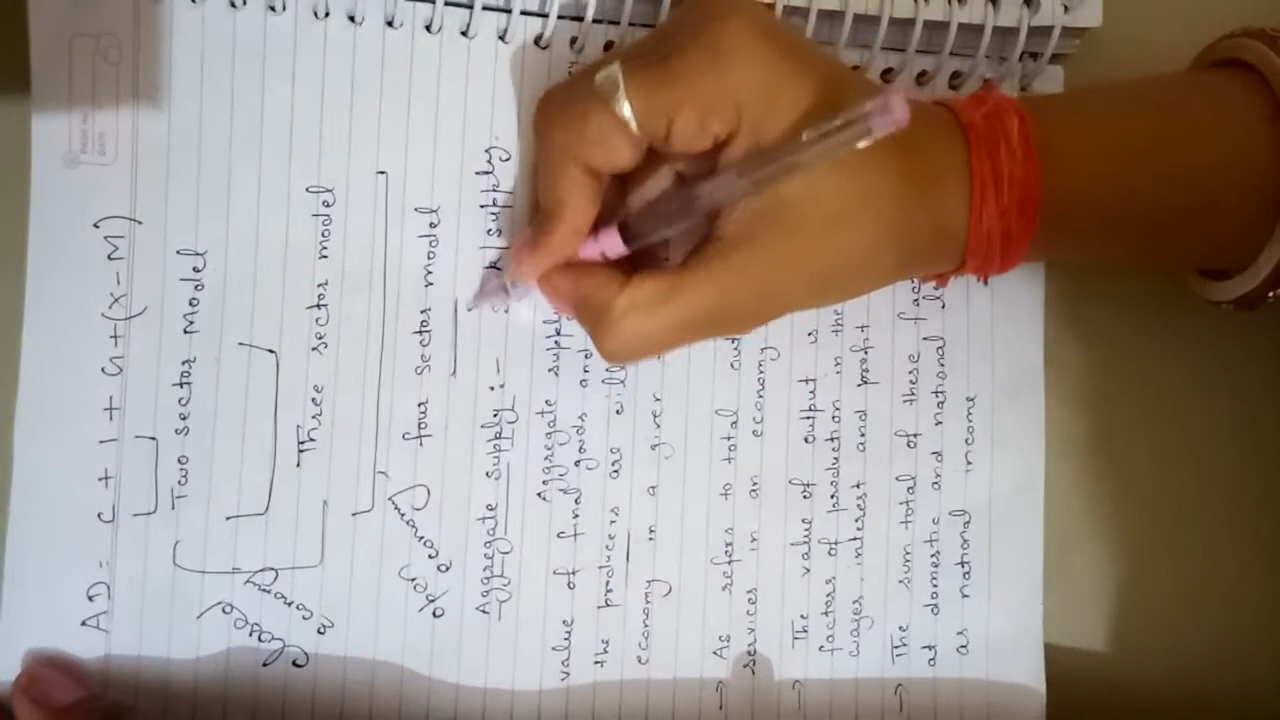 AD = C + I + G + (X - M)
Two sector Model
Three sector model
closed economy
four sector model
open economy
Aggregate supply :- supply.
Aggregate supply
value of final goods and
the producers are
economy in a given
→ AS refers to total
services in an economy
→ The value of output is
factors of production in the
wages, interest and profit
→ The sum total of these
at domestic and national
as national income